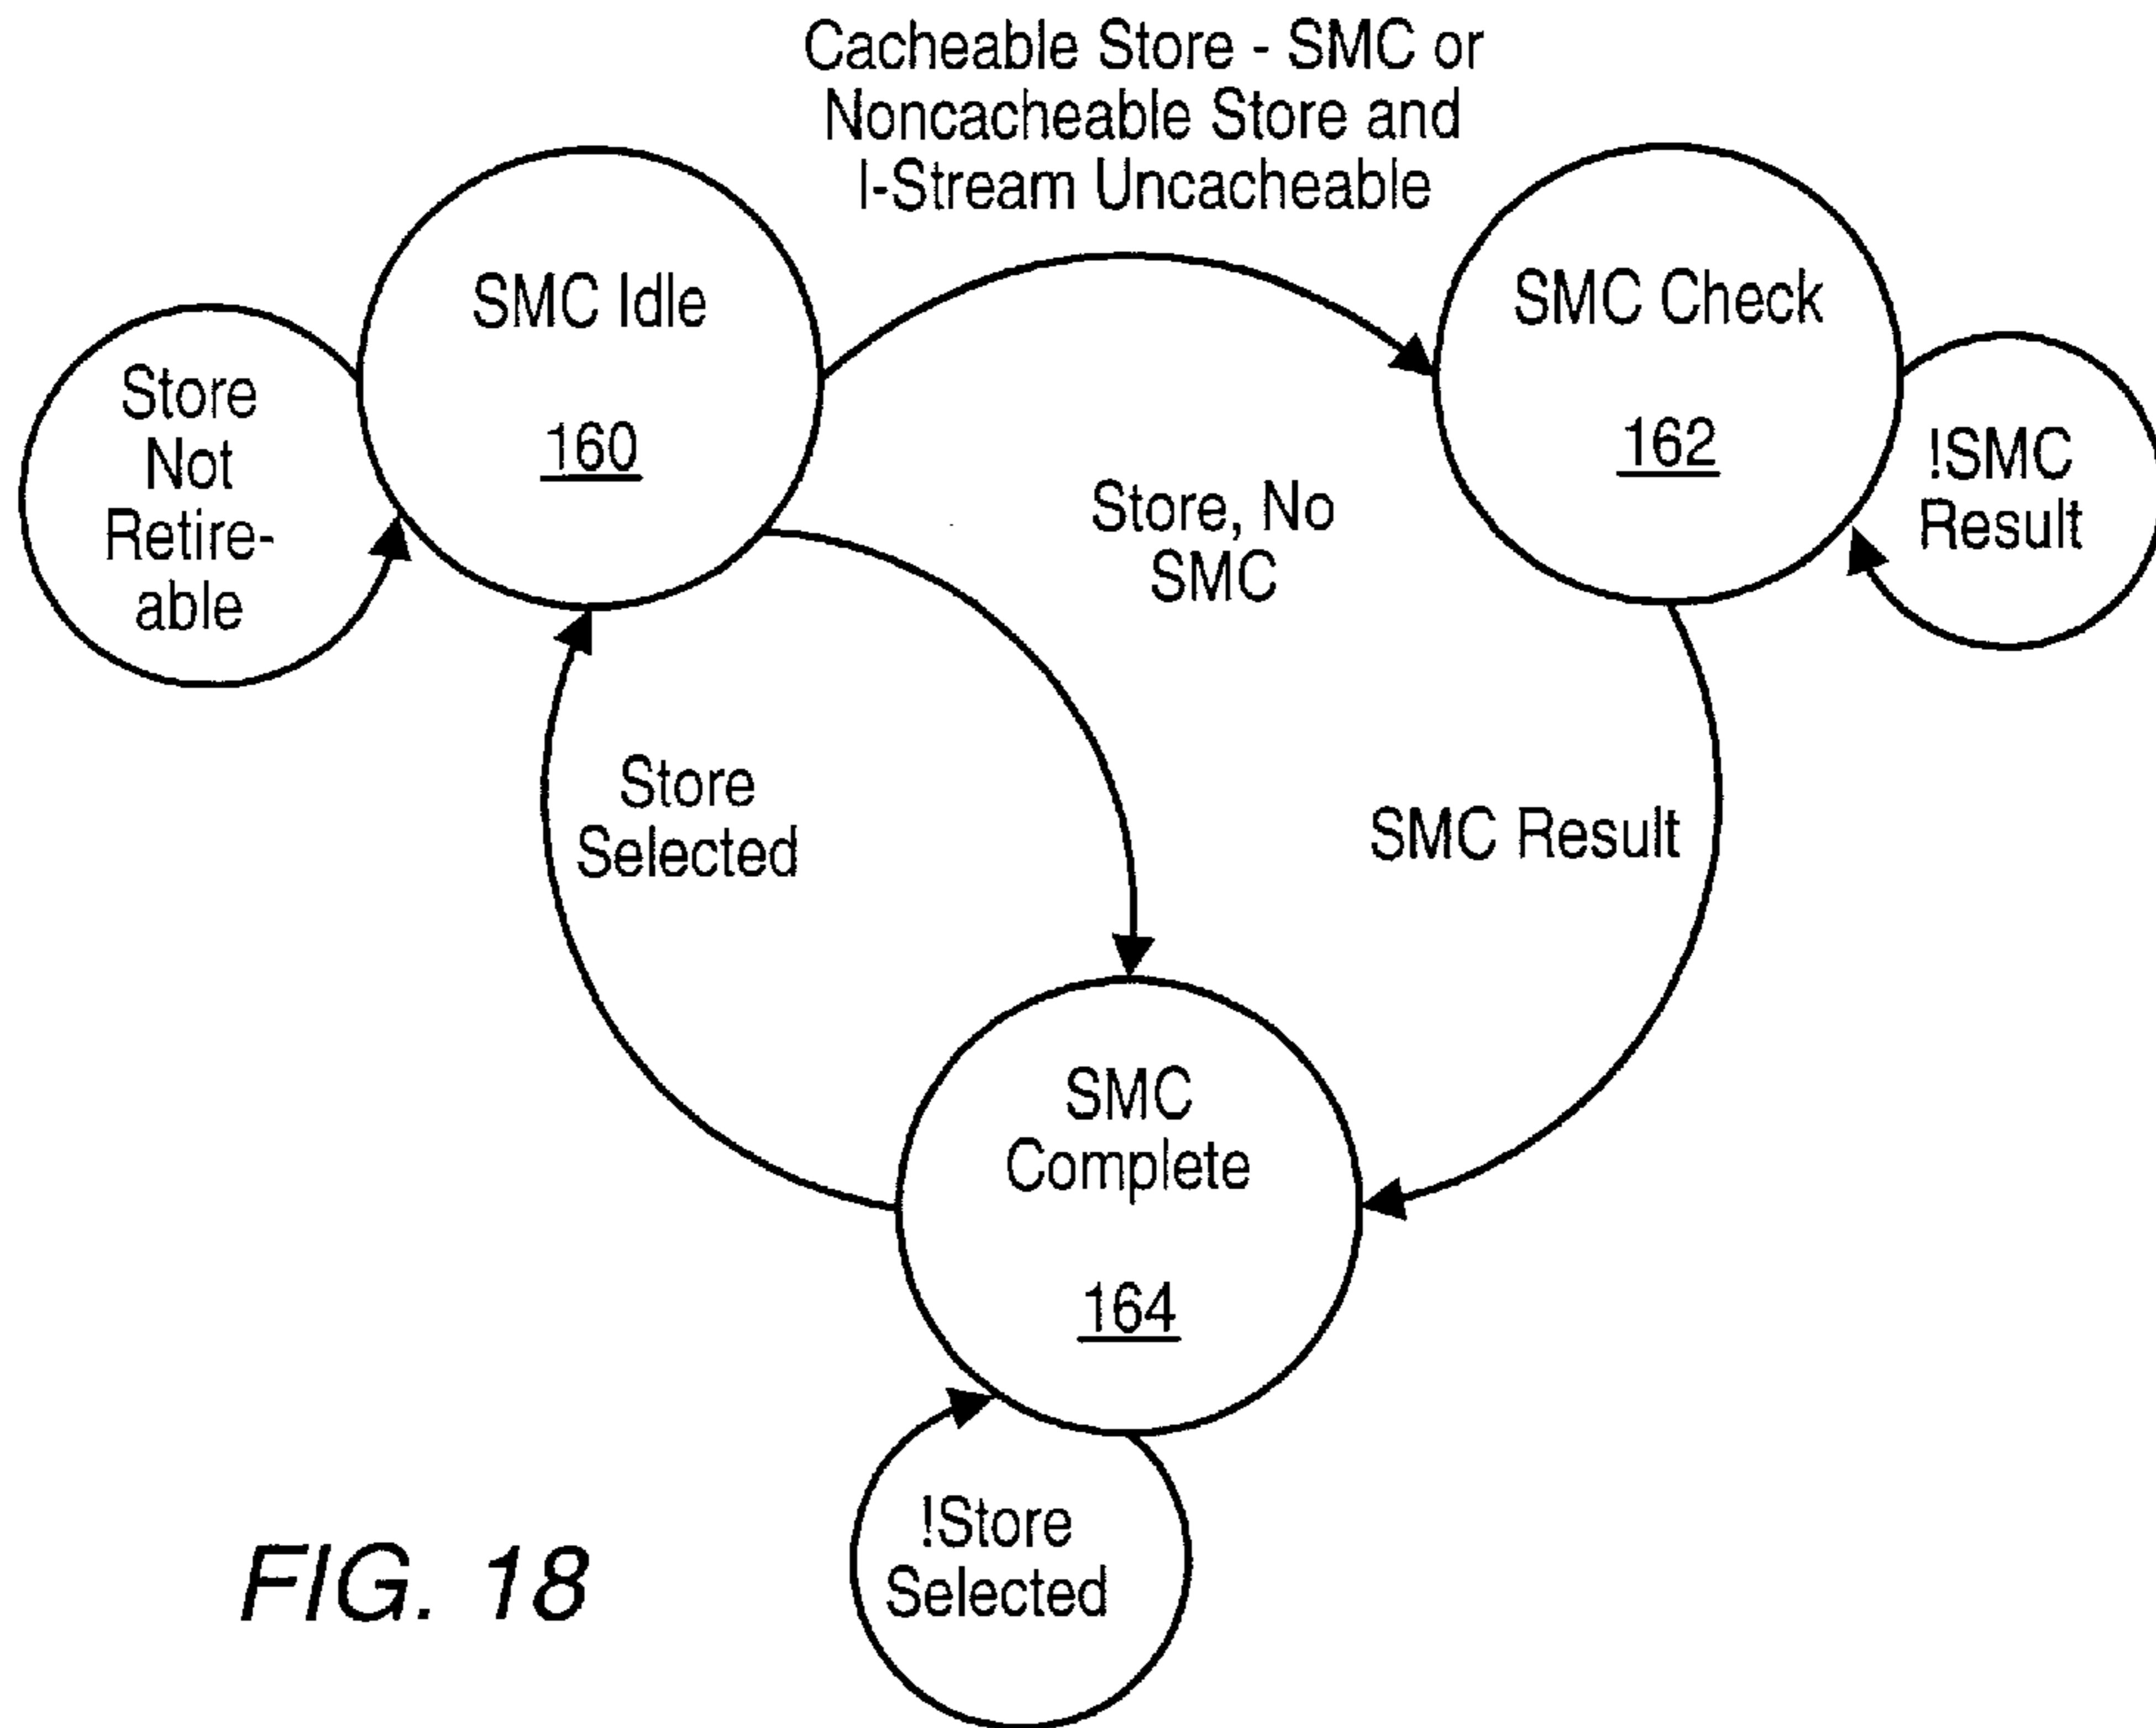 Cacheable Store - SMC or
Noncacheable Store and
I-Stream Uncacheable
SMC Idle
160
Store
Not
Retire-
able
SMC Check
162
!SMC
Result
Store, No
SMC
Store
Selected
SMC Result
SMC
Complete
164
!Store
Selected
FIG. 18